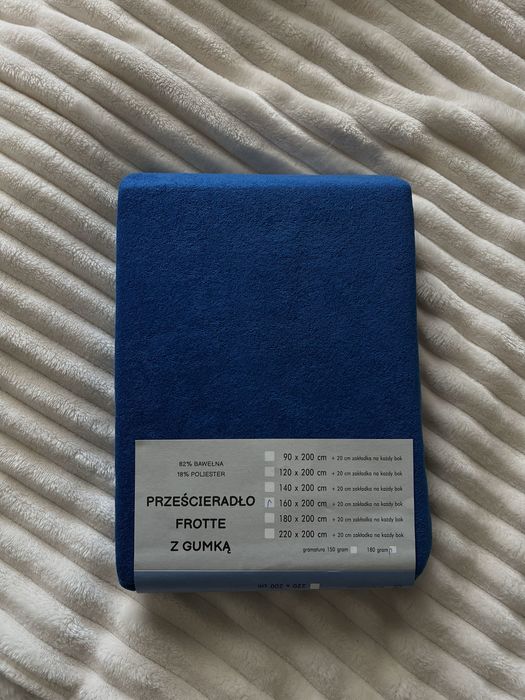 82% BAWEŁNA
18% POLIESTER
PRZEŚCIERADŁO
FROTTE
Z GUMKĄ
90 x 200 cm + 20 cm zakładka na każdy bok
120 x 200 cm + 20 cm zakładka na każdy bok
140 x 200 cm + 20 cm zakładka na każdy bok
160 x 200 cm + 20 cm zakładka na każdy bok
180 x 200 cm + 20 cm zakładka na każdy bok
220 x 200 cm + 20 cm zakładka na każdy bok
gramatura 150 gram 180 gram